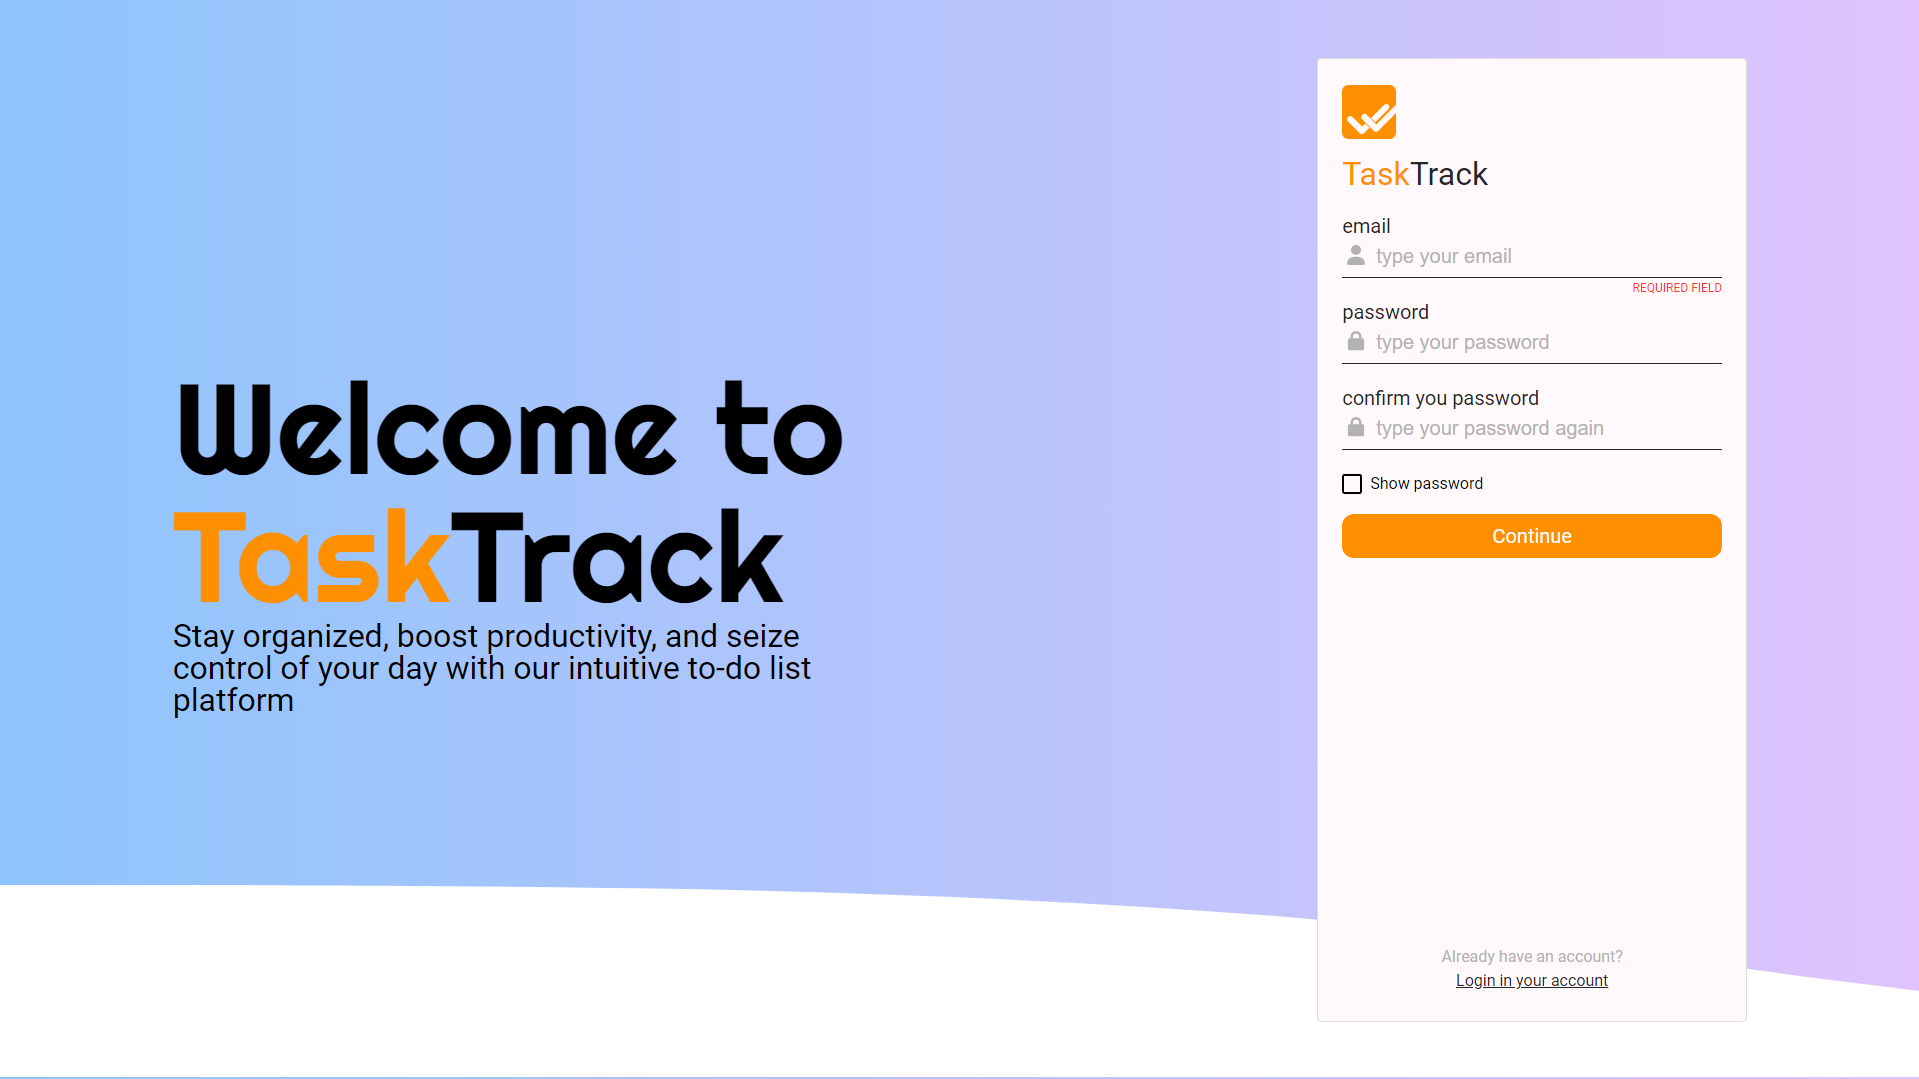 Welcome to
TaskTrack
Stay organized, boost productivity, and seize
control of your day with our intuitive to-do list
platform
TaskTrack
email
type your email
REQUIRED FIELD
password
type your password
confirm you password
type your password again
Show password
Continue
Already have an account?
Login in your account